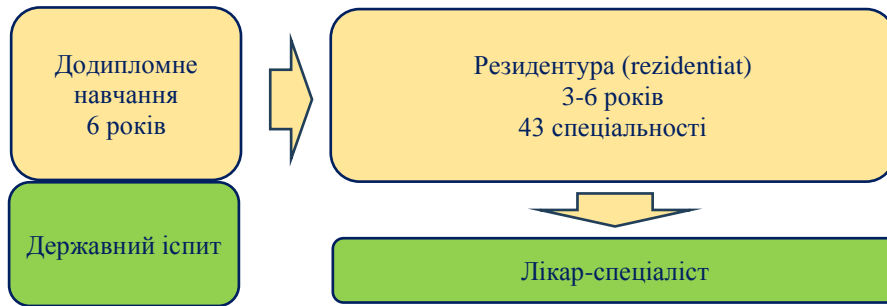 Додипломне
навчання
6 років
Резидентура (rezidentiat)
3-6 років
43 спеціальності
Державний іспит
Лікар-спеціаліст